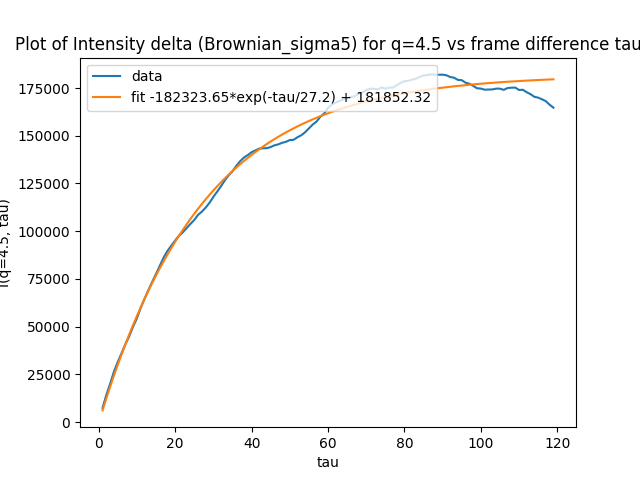 Plot of Intensity delta (Brownian_sigma5) for q=4.5 vs frame difference tau
data
fit -182323.65*exp(-tau/27.2) + 181852.32
175000
150000
125000
100000
75000
50000
25000
0
I(q=4.5, tau)
0 20 40 60 80 100 120
tau